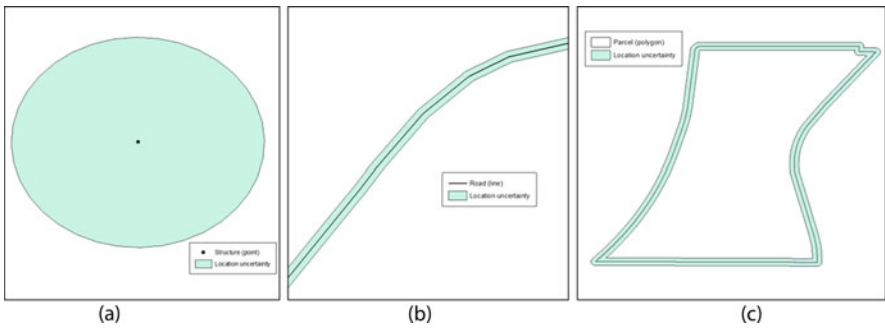 Structure (point)
Location uncertainty
(a)
Road (line)
Location uncertainty
(b)
Parcel (polygon)
Location uncertainty
(c)